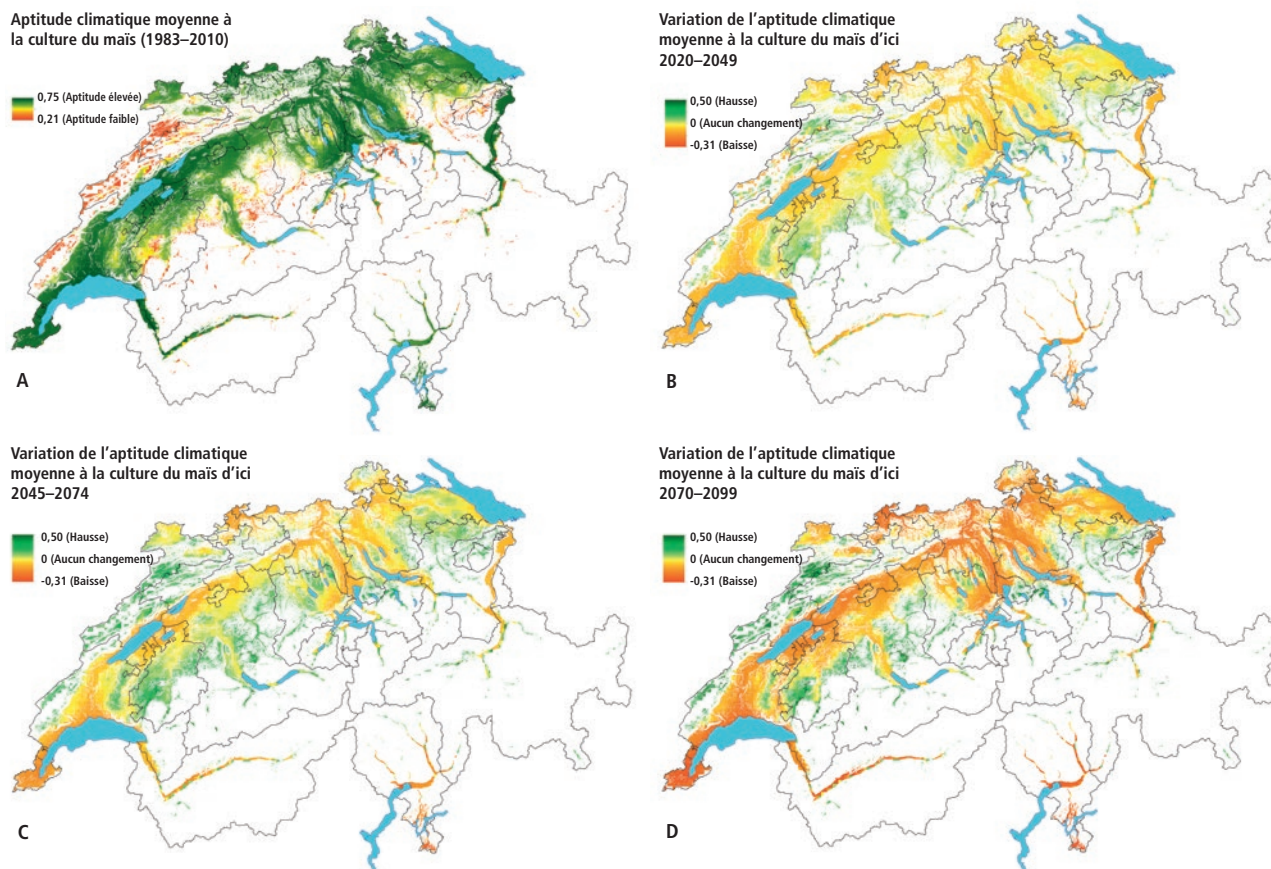 Aptitude climatique moyenne à
la culture du maïs (1983–2010)
0,75 (Aptitude élevée)
0,21 (Aptitude faible)
A
Variation de l'aptitude climatique
moyenne à la culture du maïs d'ici
2020–2049
0,50 (Hausse)
0 (Aucun changement)
-0,31 (Baisse)
B
Variation de l'aptitude climatique
moyenne à la culture du maïs d'ici
2045–2074
0,50 (Hausse)
0 (Aucun changement)
-0,31 (Baisse)
C
Variation de l'aptitude climatique
moyenne à la culture du maïs d'ici
2070–2099
0,50 (Hausse)
0 (Aucun changement)
-0,31 (Baisse)
D